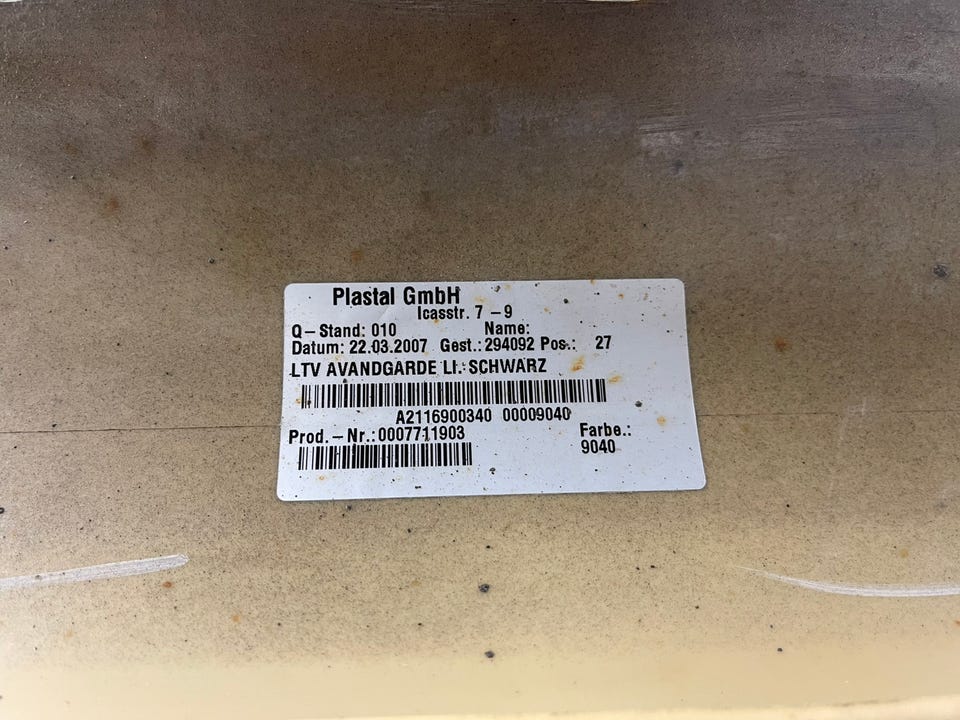 Plastal GmbH
Icasstr. 7 – 9
Q – Stand: 010 Name:
Datum: 22.03.2007 Gest.: 294092 Pos.: 27
LTV AVANDGARDE LI. SCHWARZ
A2116900340 00009040
Prod. – Nr.: 0007711903 Farbe.:
9040